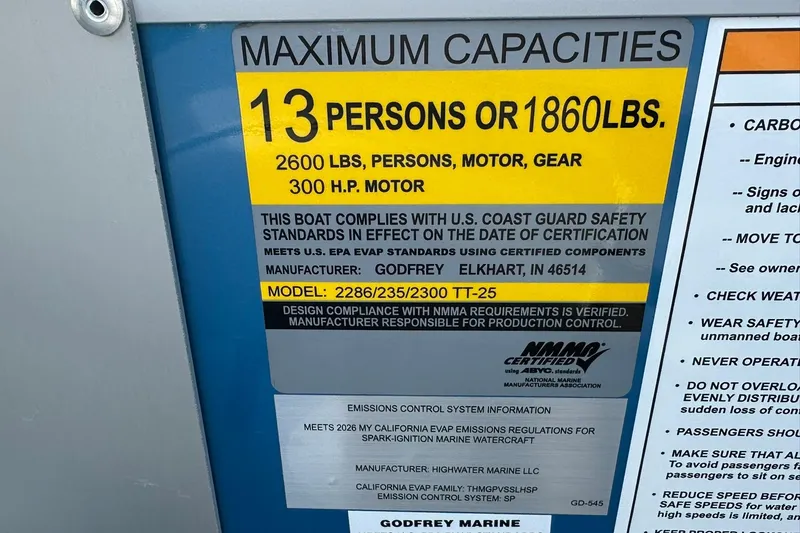 MAXIMUM CAPACITIES
13 PERSONS OR 1860 LBS.
2600 LBS, PERSONS, MOTOR, GEAR
300 H.P. MOTOR
THIS BOAT COMPLIES WITH U.S. COAST GUARD SAFETY
STANDARDS IN EFFECT ON THE DATE OF CERTIFICATION
MEETS U.S. EPA EVAP STANDARDS USING CERTIFIED COMPONENTS
MANUFACTURER: GODFREY ELKHART, IN 46514
MODEL: 2286/235/2300 TT-25
DESIGN COMPLIANCE WITH NMMA REQUIREMENTS IS VERIFIED.
MANUFACTURER RESPONSIBLE FOR PRODUCTION CONTROL.
NMMA
CERTIFIED
using ABYC. standards
NATIONAL MARINE
MANUFACTURERS ASSOCIATION
EMISSIONS CONTROL SYSTEM INFORMATION
MEETS 2026 MY CALIFORNIA EVAP EMISSIONS REGULATIONS FOR
SPARK-IGNITION MARINE WATERCRAFT
MANUFACTURER: HIGHWATER MARINE LLC
CALIFORNIA EVAP FAMILY: THMGPVSSLHSP
EMISSION CONTROL SYSTEM: SP
GD-545
GODFREY MARINE
• CARBO
-- Engin
-- Signs o
and lac
-- MOVE TO
-- See owner
• CHECK WEAT
• WEAR SAFETY
unmanned boa
• NEVER OPERATI
• DO NOT OVERLO
EVENLY DISTRIBU
sudden loss of con
• PASSENGERS SHOU
• MAKE SURE THAT AL
To avoid passengers fa
passengers to sit on se
• REDUCE SPEED BEFOR
SAFE SPEEDS for water
high speeds is limited, an